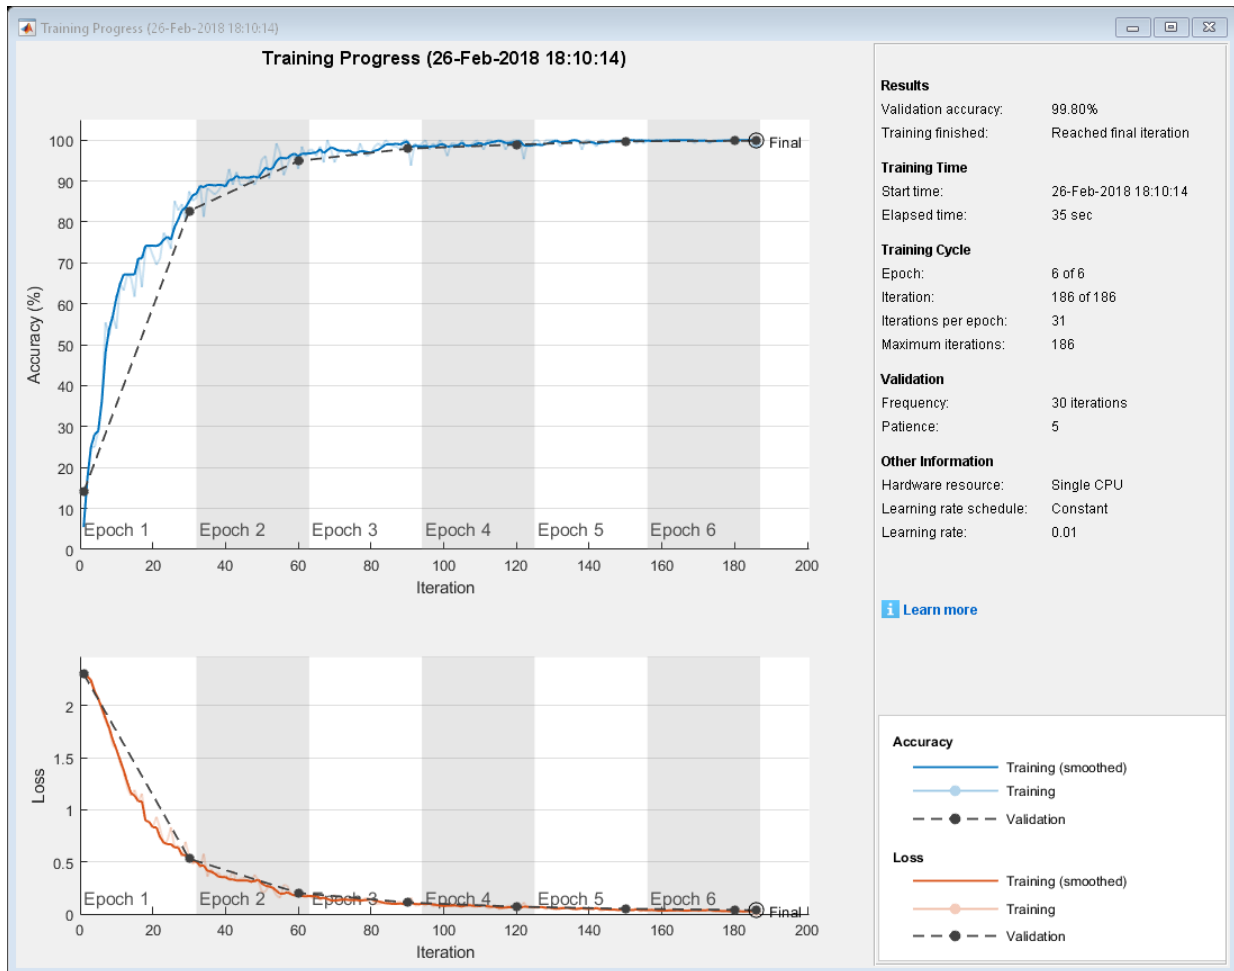 Training Progress (26-Feb-2018 18:10:14)
Training Progress (26-Feb-2018 18:10:14)
Accuracy (%)
100
90
80
70
60
50
40
30
20
10
0
Final
Epoch 1 Epoch 2 Epoch 3 Epoch 4 Epoch 5 Epoch 6
0 20 40 60 80 100 120 140 160 180 200
Iteration
Loss
2
1.5
1
0.5
0
Epoch 1 Epoch 2 Epoch 3 Epoch 4 Epoch 5 Epoch 6
Final
0 20 40 60 80 100 120 140 160 180 200
Iteration
Results
Validation accuracy: 99.80%
Training finished: Reached final iteration
Training Time
Start time: 26-Feb-2018 18:10:14
Elapsed time: 35 sec
Training Cycle
Epoch: 6 of 6
Iteration: 186 of 186
Iterations per epoch: 31
Maximum iterations: 186
Validation
Frequency: 30 iterations
Patience: 5
Other Information
Hardware resource: Single CPU
Learning rate schedule: Constant
Learning rate: 0.01
i Learn more
Accuracy
Training (smoothed)
Training
Validation
Loss
Training (smoothed)
Training
Validation